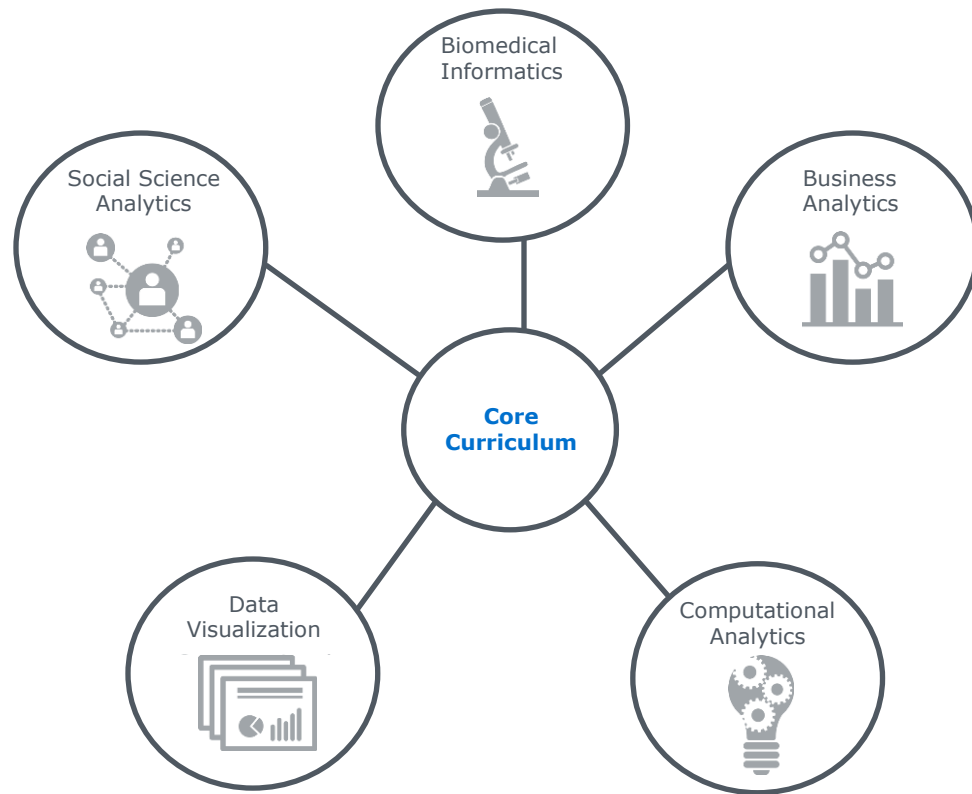 Biomedical
Informatics
Social Science
Analytics
Business
Analytics
Core
Curriculum
Data
Visualization
Computational
Analytics